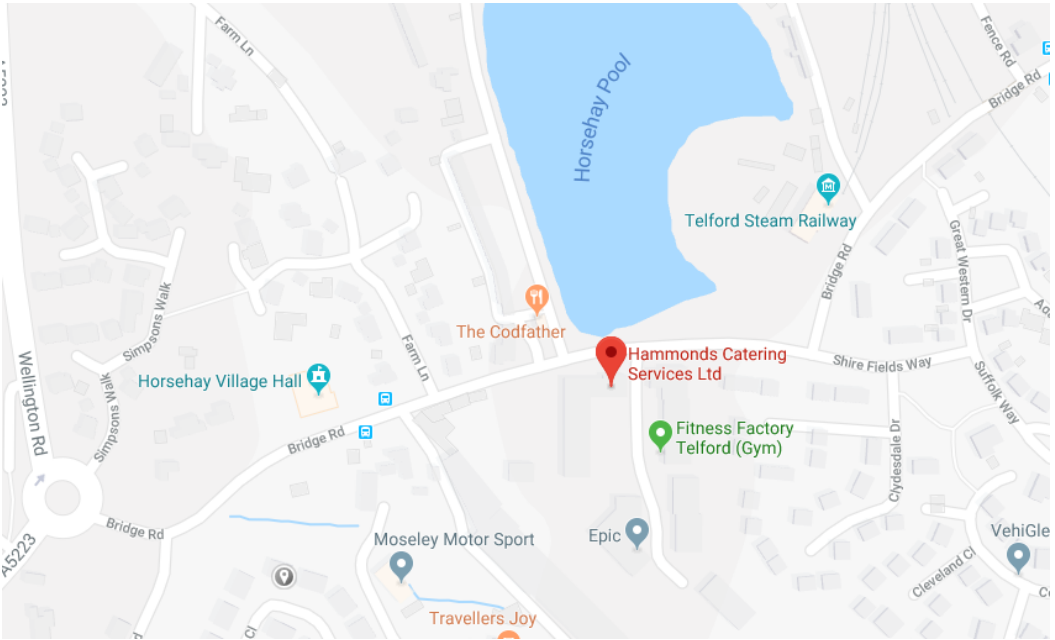 Farm Ln
Fence Rd
Bridge Rd
Horsehay Pool
Telford Steam Railway
Great Western Dr
Bridge Rd
Simpsons Walk
The Codfather
Farm Ln
Hammonds Catering
Services Ltd
Shire Fields Way
Wellington Rd
Horsehay Village Hall
Suffolk Way
Simpsons Walk
Bridge Rd
Fitness Factory
Telford (Gym)
Clydesdale Dr
Bridge Rd
A5223
Moseley Motor Sport
Epic
VehiGle
Cleveland Cl
Travellers Joy
Cl